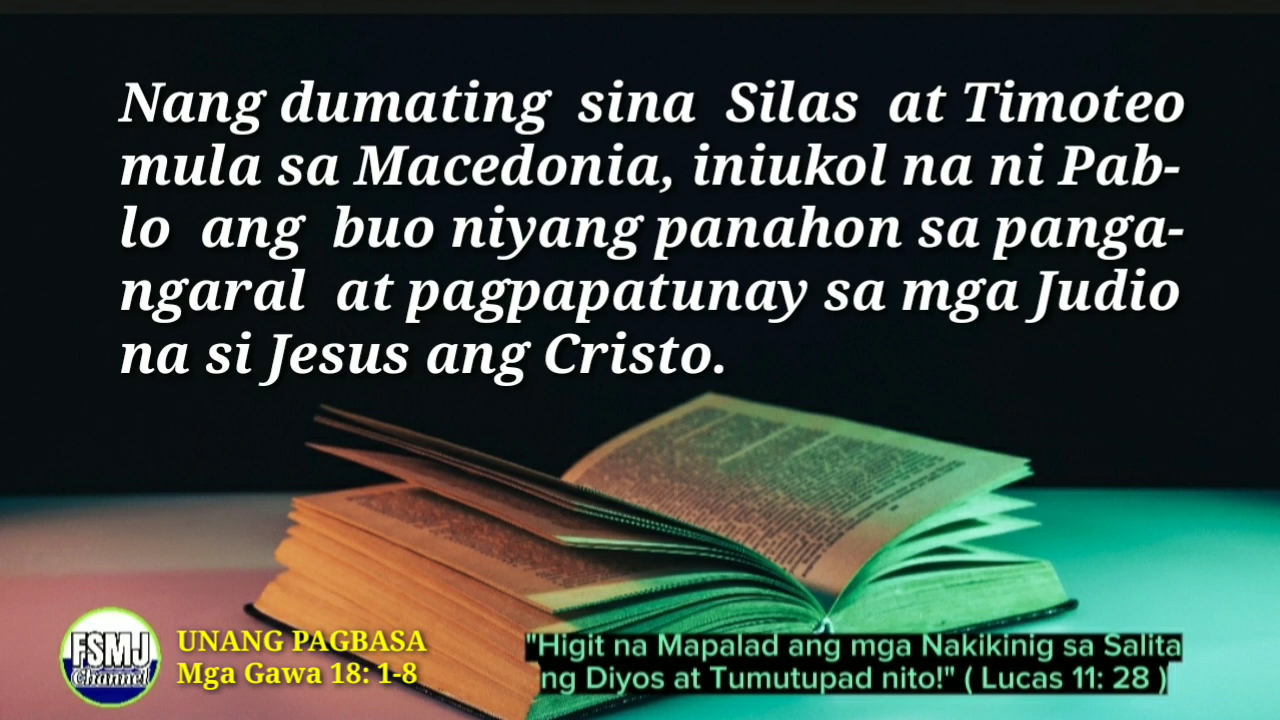 Nang dumating sina Silas at Timoteo
mula sa Macedonia, iniukol na ni Pab-
lo ang buo niyang panahon sa panga-
ngaral at pagpapatunay sa mga Judio
na si Jesus ang Cristo.
FSMJ
Channel
UNANG PAGBASA
Mga Gawa 18: 1-8
"Higit na Mapalad ang mga Nakikinig sa Salita
ng Diyos at Tumutupad nito!" ( Lucas 11: 28 )